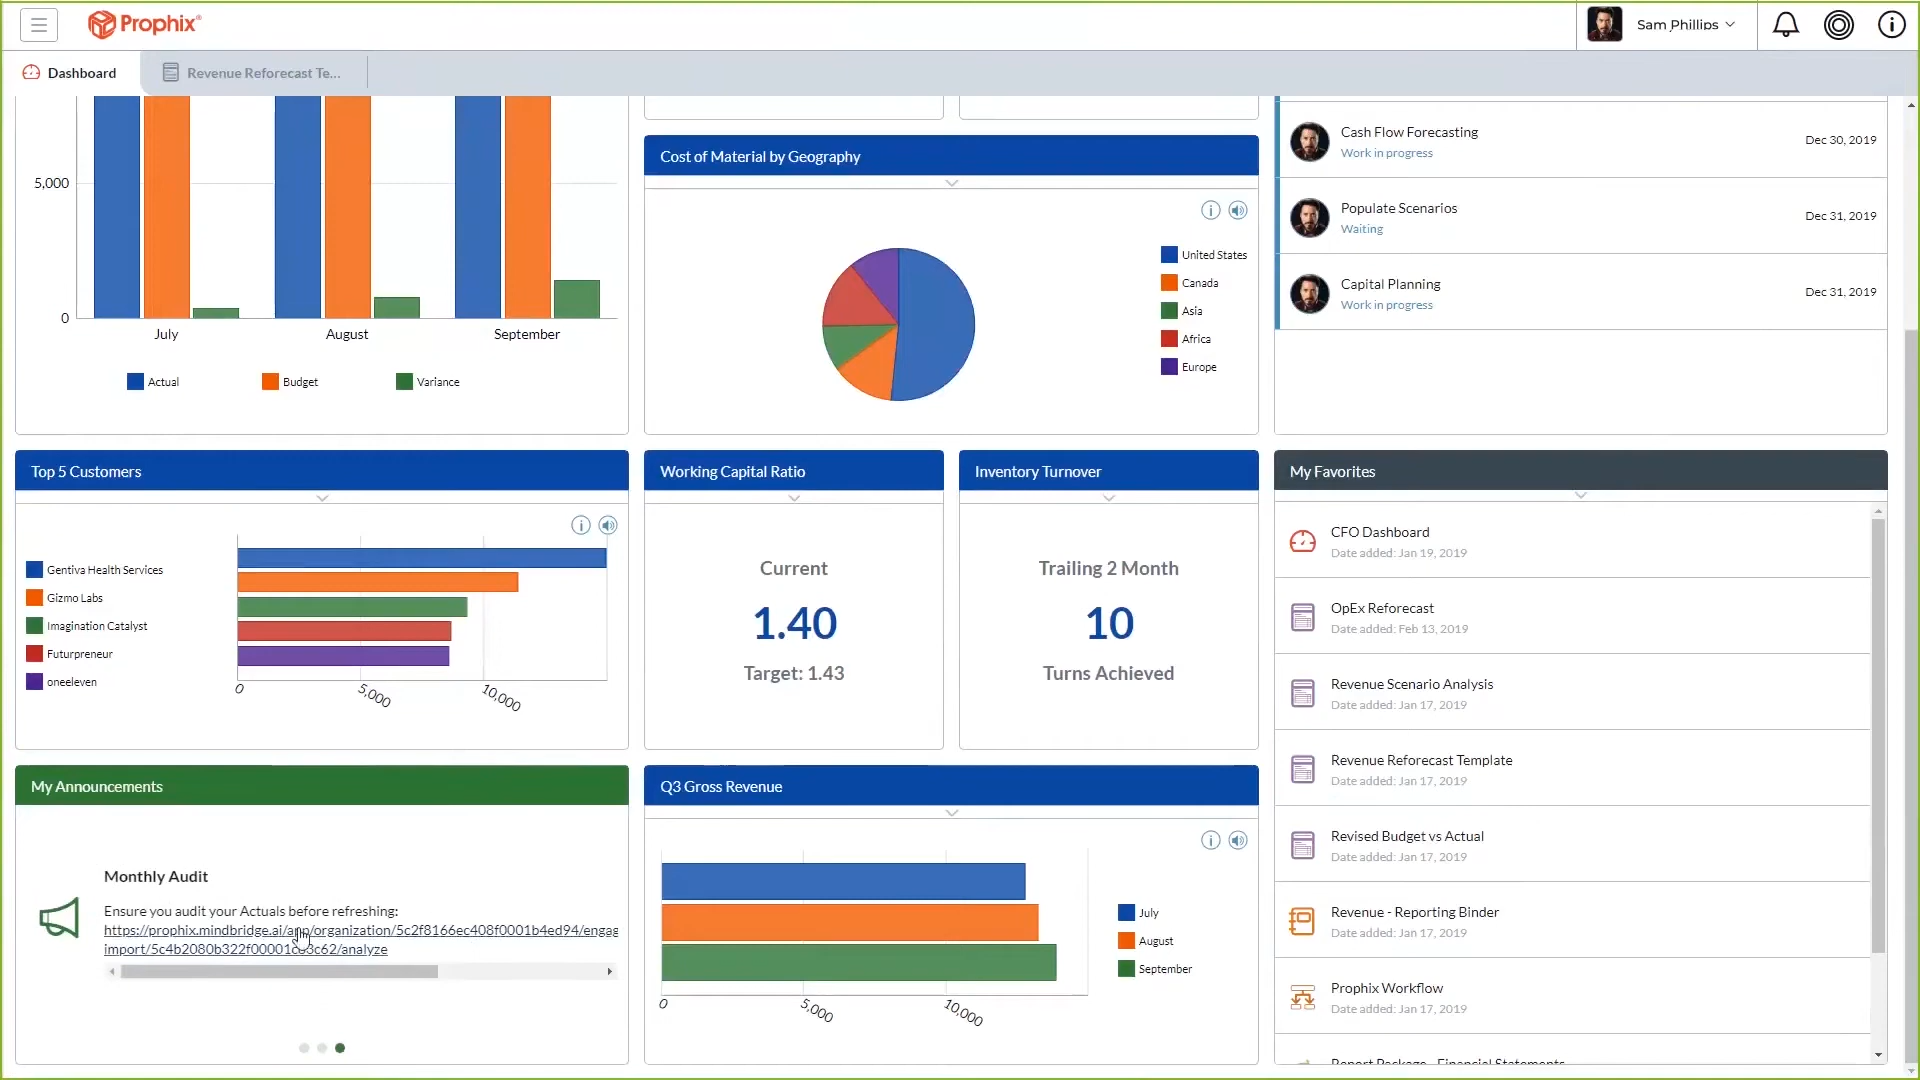 Prophix®
Sam Phillips
Dashboard
Revenue Reforecast Te...
5,000
0
July
August
September
Actual
Budget
Variance
Cost of Material by Geography
United States
Canada
Asia
Africa
Europe
Cash Flow Forecasting
Work in progress
Dec 30, 2019
Populate Scenarios
Waiting
Dec 31, 2019
Capital Planning
Work in progress
Dec 31, 2019
Top 5 Customers
Gentiva Health Services
Gizmo Labs
Imagination Catalyst
Futurpreneur
oneeleven
0
5,000
10,000
Working Capital Ratio
Current
1.40
Target: 1.43
Inventory Turnover
Trailing 2 Month
10
Turns Achieved
My Favorites
CFO Dashboard
Date added: Jan 19, 2019
OpEx Reforecast
Date added: Feb 13, 2019
Revenue Scenario Analysis
Date added: Jan 17, 2019
Revenue Reforecast Template
Date added: Jan 17, 2019
Revised Budget vs Actual
Date added: Jan 17, 2019
Revenue - Reporting Binder
Date added: Jan 17, 2019
Prophix Workflow
Date added: Jan 17, 2019
Report Package - Financial Statements
My Announcements
Monthly Audit
Ensure you audit your Actuals before refreshing:
https://prophix.mindbridge.ai/app/organization/5c2f8166ec408f0001b4ed94/engag
Q3 Gross Revenue
July
August
September
0
5,000
10,000